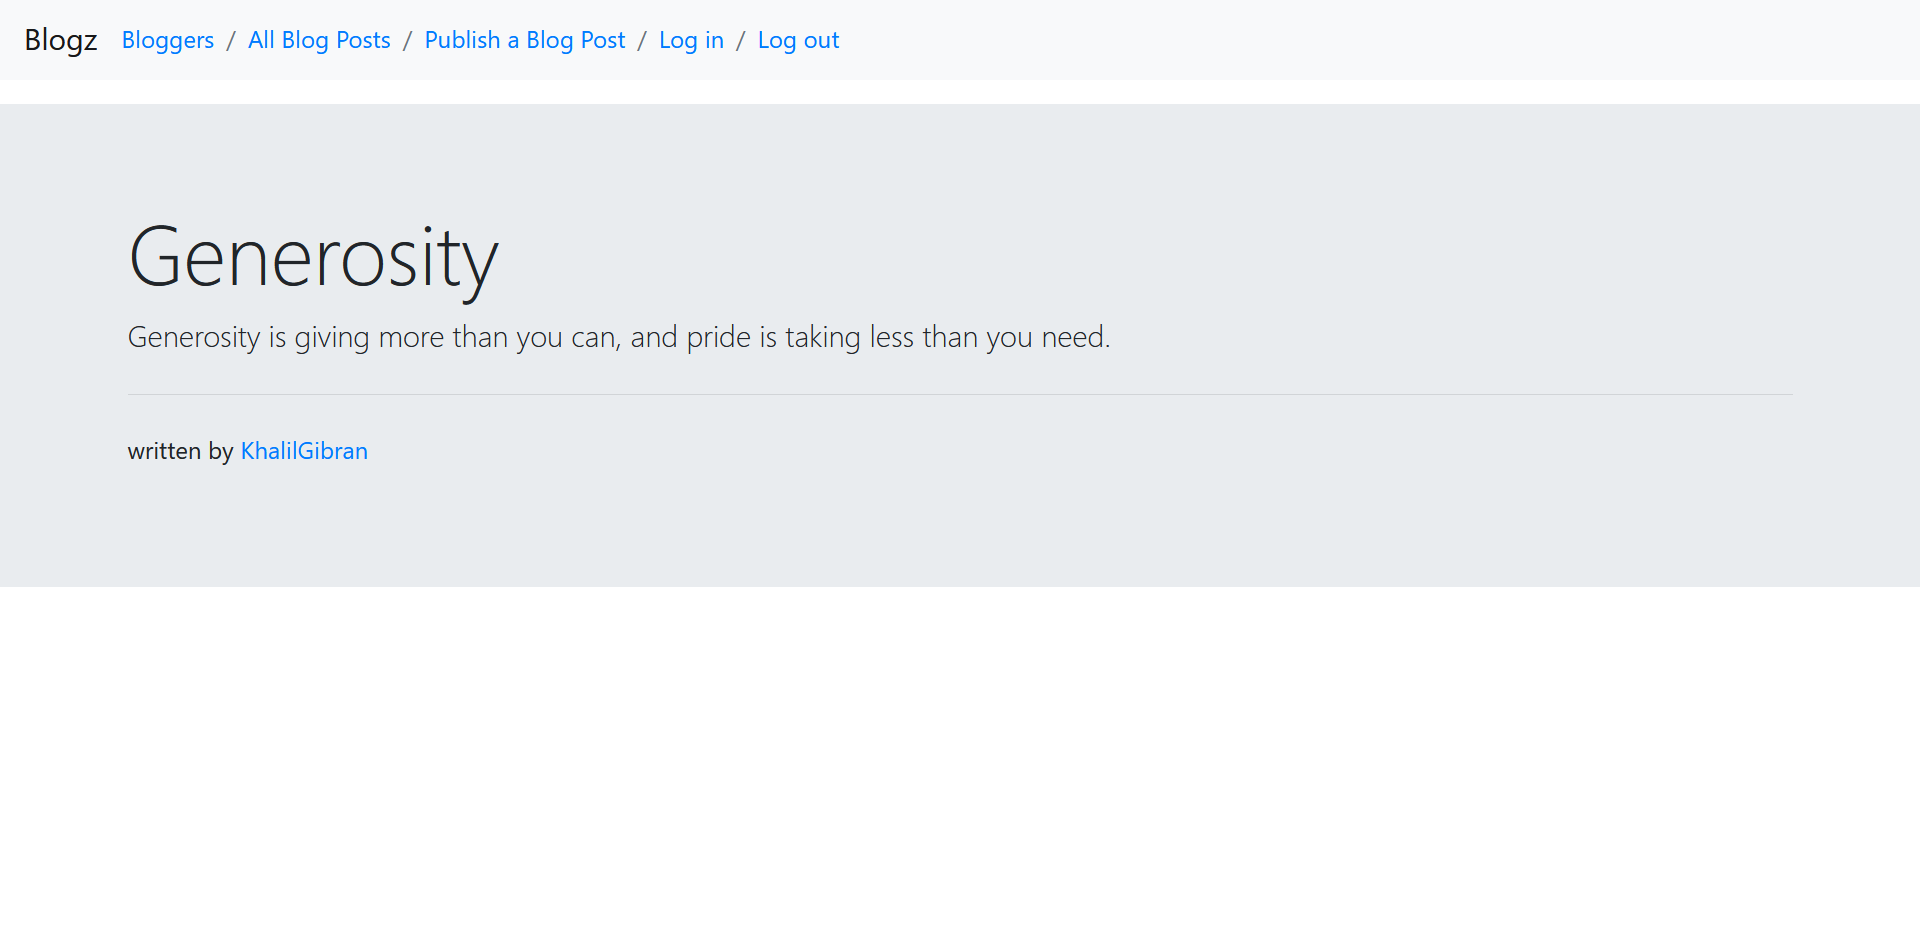 Blogz Bloggers / All Blog Posts / Publish a Blog Post / Log in / Log out
Generosity
Generosity is giving more than you can, and pride is taking less than you need.
written by KhalilGibran